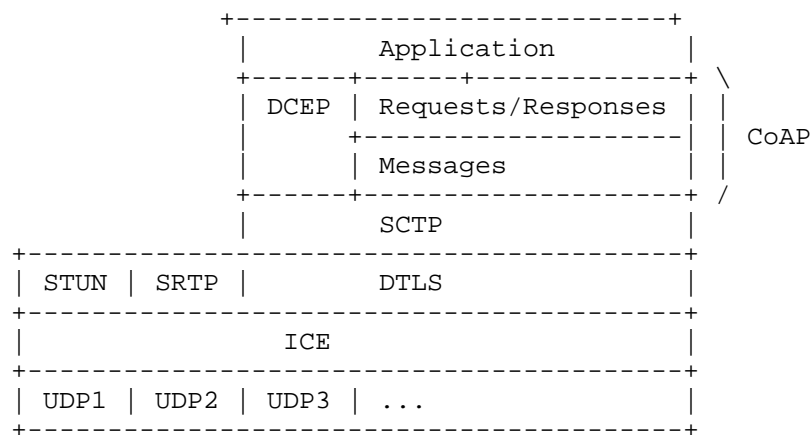 +---------------------------+
|        Application        |
+------+------+-------------+ \
| DCEP | Requests/Responses | |
|      +--------------------| | CoAP
|      | Messages           | |
+------+--------------------+ /
|        SCTP               |
+-----------------------------------------+
| STUN | SRTP |        DTLS               |
+-----------------------------------------+
|                ICE                      |
+-----------------------------------------+
| UDP1 | UDP2 | UDP3 | ...                |
+-----------------------------------------+